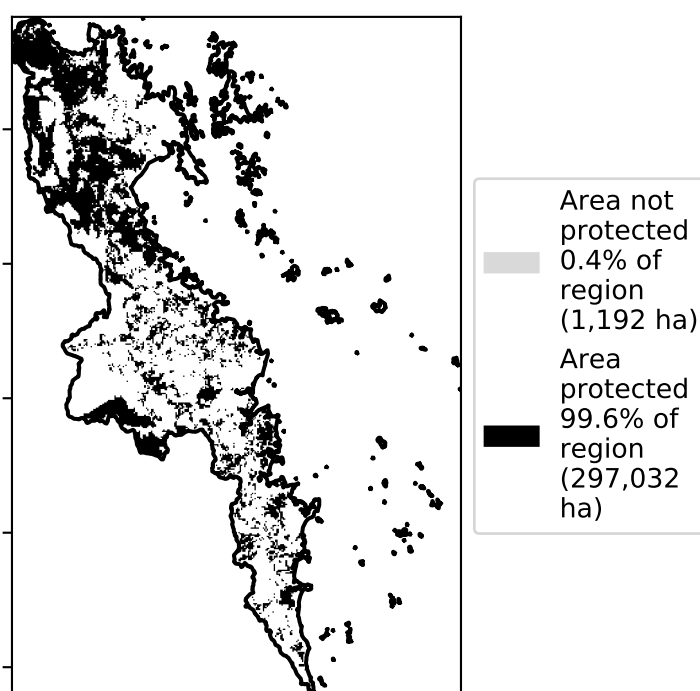 Area not
protected
0.4% of
region
(1,192 ha)
Area
protected
99.6% of
region
(297,032
ha)